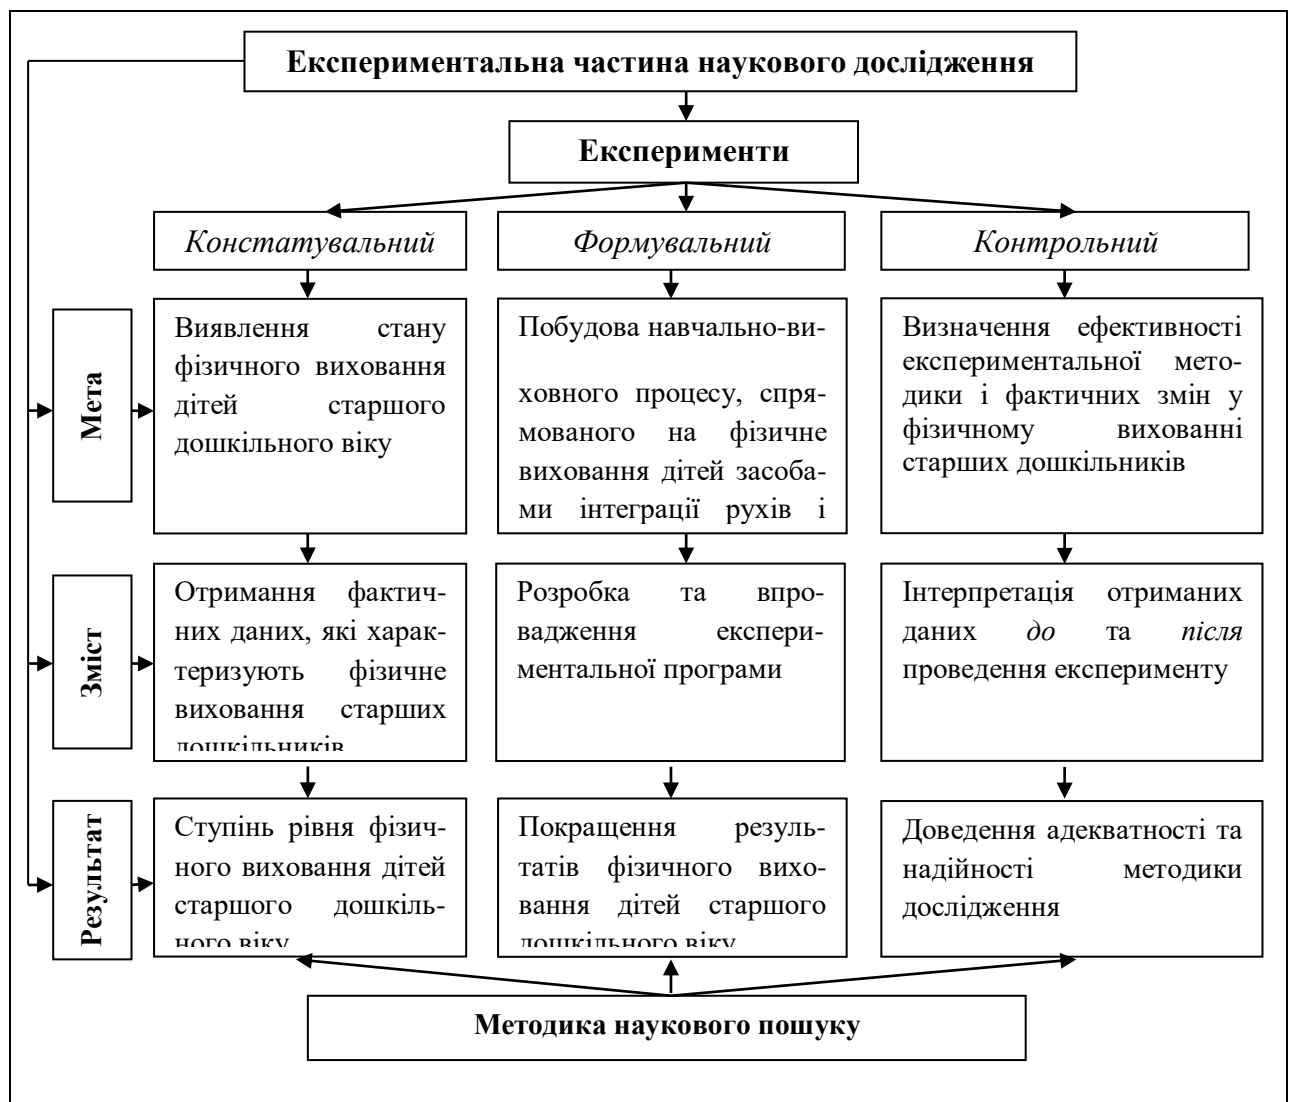 Експериментальна частина наукового дослідження
Експерименти
Констатувальний
Формувальний
Контрольний
Мета
Виявлення стану
фізичного виховання
дітей старшого
дошкільного віку
Побудова навчально-ви-
ховного процесу, спря-
мованого на фізичне
виховання дітей засоба-
ми інтеграції рухів і
Визначення ефективності
експериментальної мето-
дики і фактичних змін у
фізичному вихованні
старших дошкільників
Зміст
Отримання фактич-
них даних, які харак-
теризують фізичне
виховання старших
дошкільників
Розробка та впро-
вадження експери-
ментальної програми
Інтерпретація отриманих
даних до та після
проведення експерименту
Результат
Ступінь рівня фізич-
ного виховання дітей
старшого дошкіль-
ного віку
Покращення резуль-
татів фізичного вихо-
вання дітей старшого
дошкільного віку
Доведення адекватності та
надійності методики
дослідження
Методика наукового пошуку